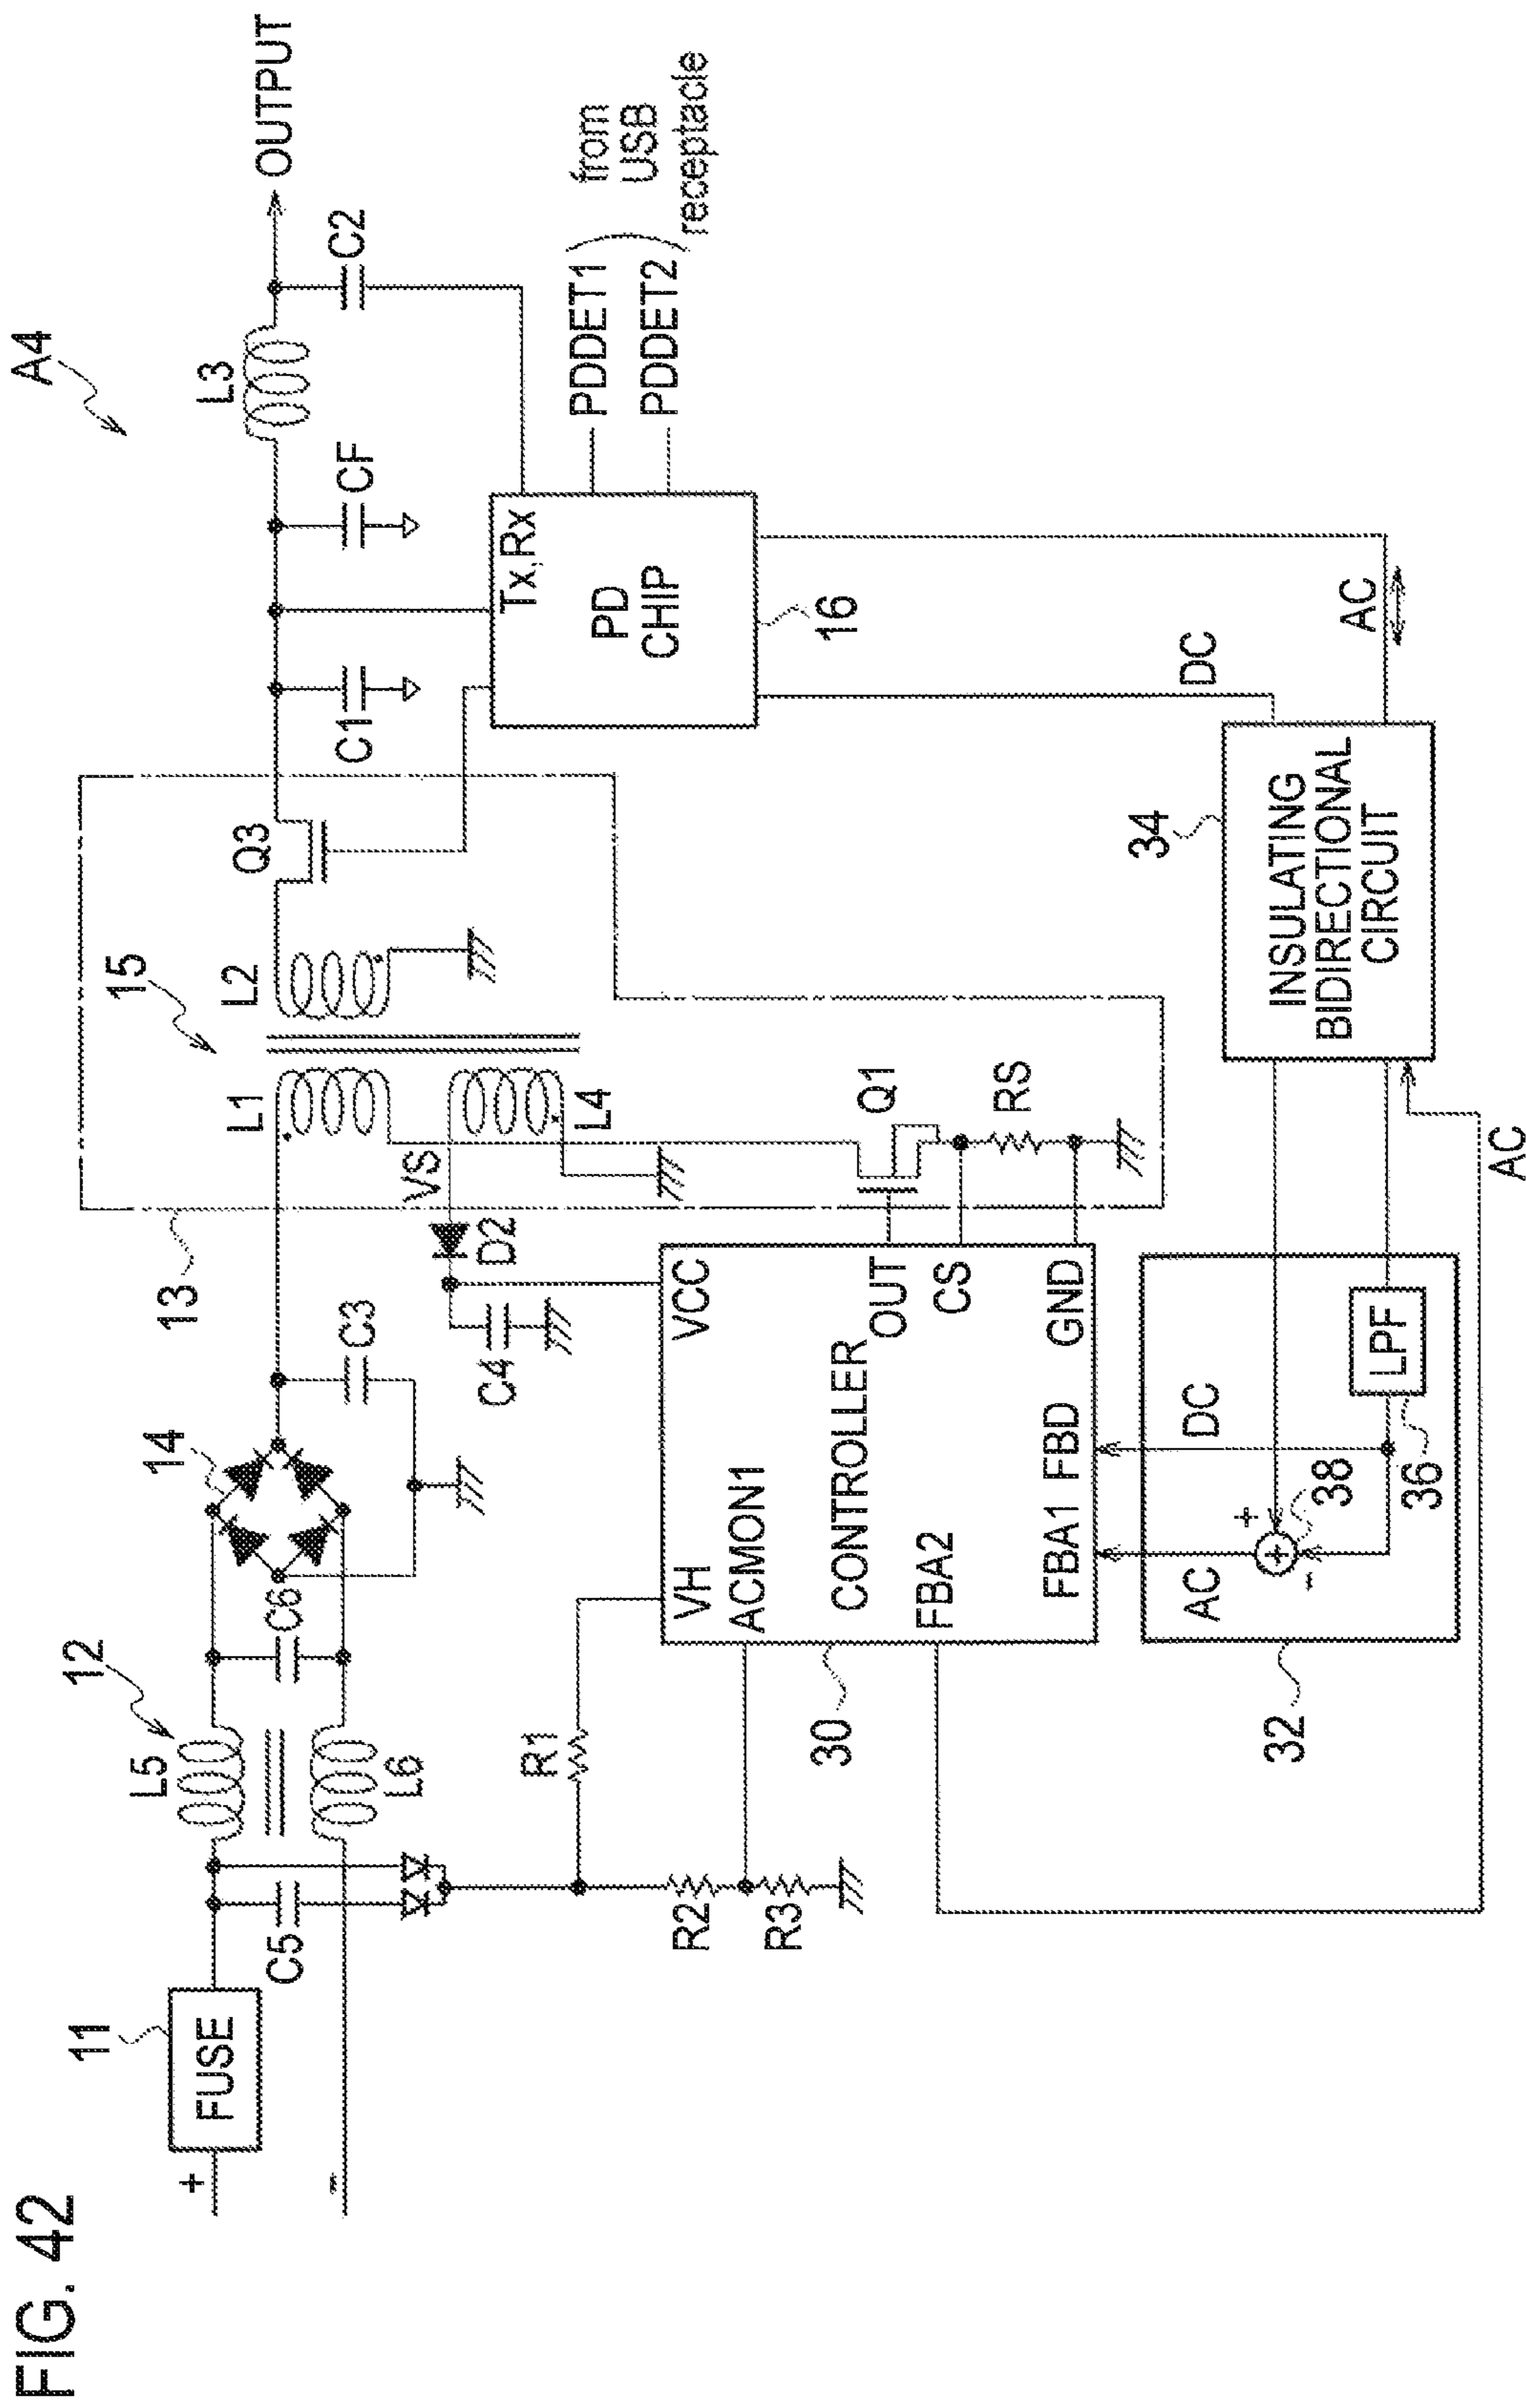 FIG. 42
A4
+
-
11
FUSE
C5
12
L5
L6
C6
14
C3
13
15
L1
L2
L4
VS
D2
C4
Q3
C1
CF
L3
C2
OUTPUT
Q1
RS
R1
R2
R3
VH
VCC
ACMON1
CONTROLLER
OUT
CS
FBA2
FBA1
FBD
GND
30
Tx,Rx
PD
CHIP
16
PDDET1
PDDET2
from
USB
receptacle
DC
AC
34
INSULATING
BIDIRECTIONAL
CIRCUIT
AC
AC
DC
+
+
-
38
LPF
36
32